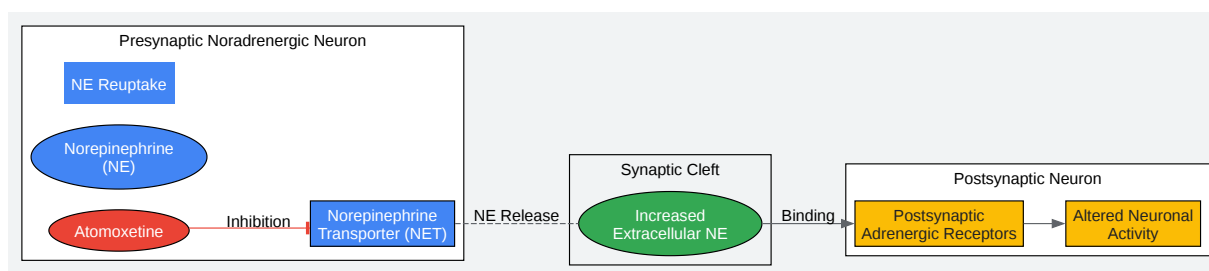 Presynaptic Noradrenergic Neuron
NE Reuptake
Norepinephrine
(NE)
Atomoxetine
Inhibition
Norepinephrine
Transporter (NET)
NE Release
Synaptic Cleft
Increased
Extracellular NE
Binding
Postsynaptic Neuron
Postsynaptic
Adrenergic Receptors
Altered Neuronal
Activity